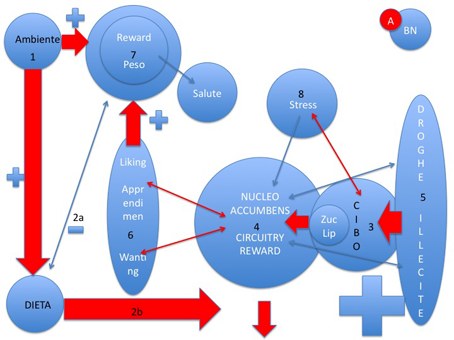 Ambiente
1
Reward
7
Peso
A
BN
Salute
8
Stress
Liking
Appr
endi
men
6
Wanti
ng
NUCLEO
ACCUMBENS
4
CIRCUITRY
REWARD
Zuc
Lip
C
I
B
O
3
D
R
O
G
H
E
5
I
L
L
E
C
I
T
E
2a
DIETA
2b